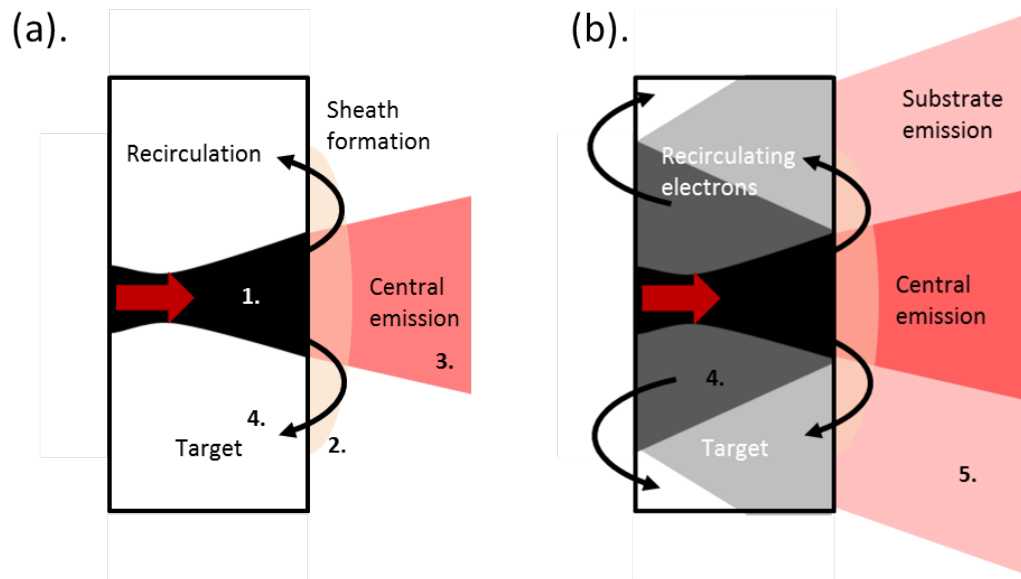 (a).
Sheath
formation
Recirculation
1.
Central
emission
3.
4.
Target
2.
(b).
Substrate
emission
Recirculating
electrons
Central
emission
4.
Target
5.